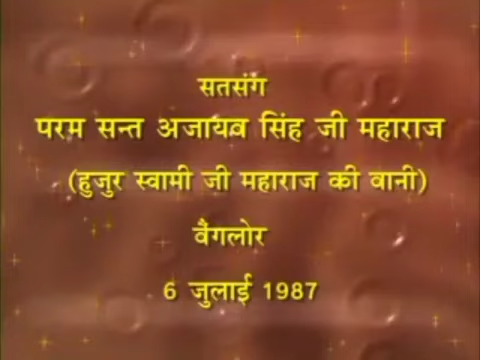 सतसंग
परम सन्त अजायब सिंह जी महाराज
(हुजुर स्वामी जी महाराज की वानी)
वैंगलोर
6 जुलाई 1987